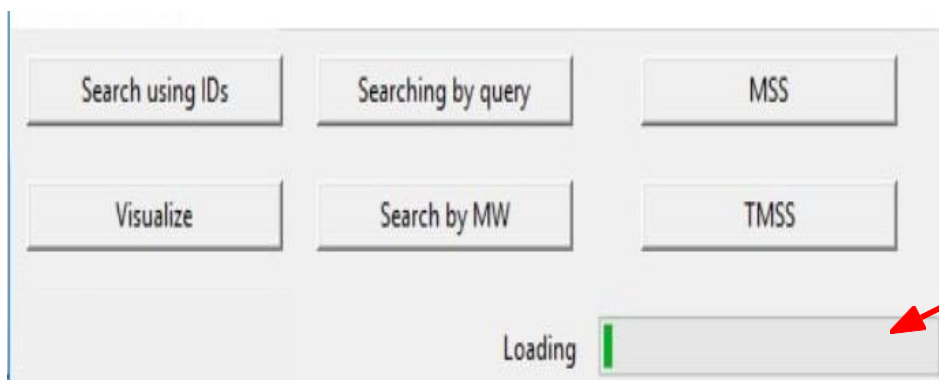 Search using IDs Searching by query MSS
Visualize Search by MW TMSS
Loading